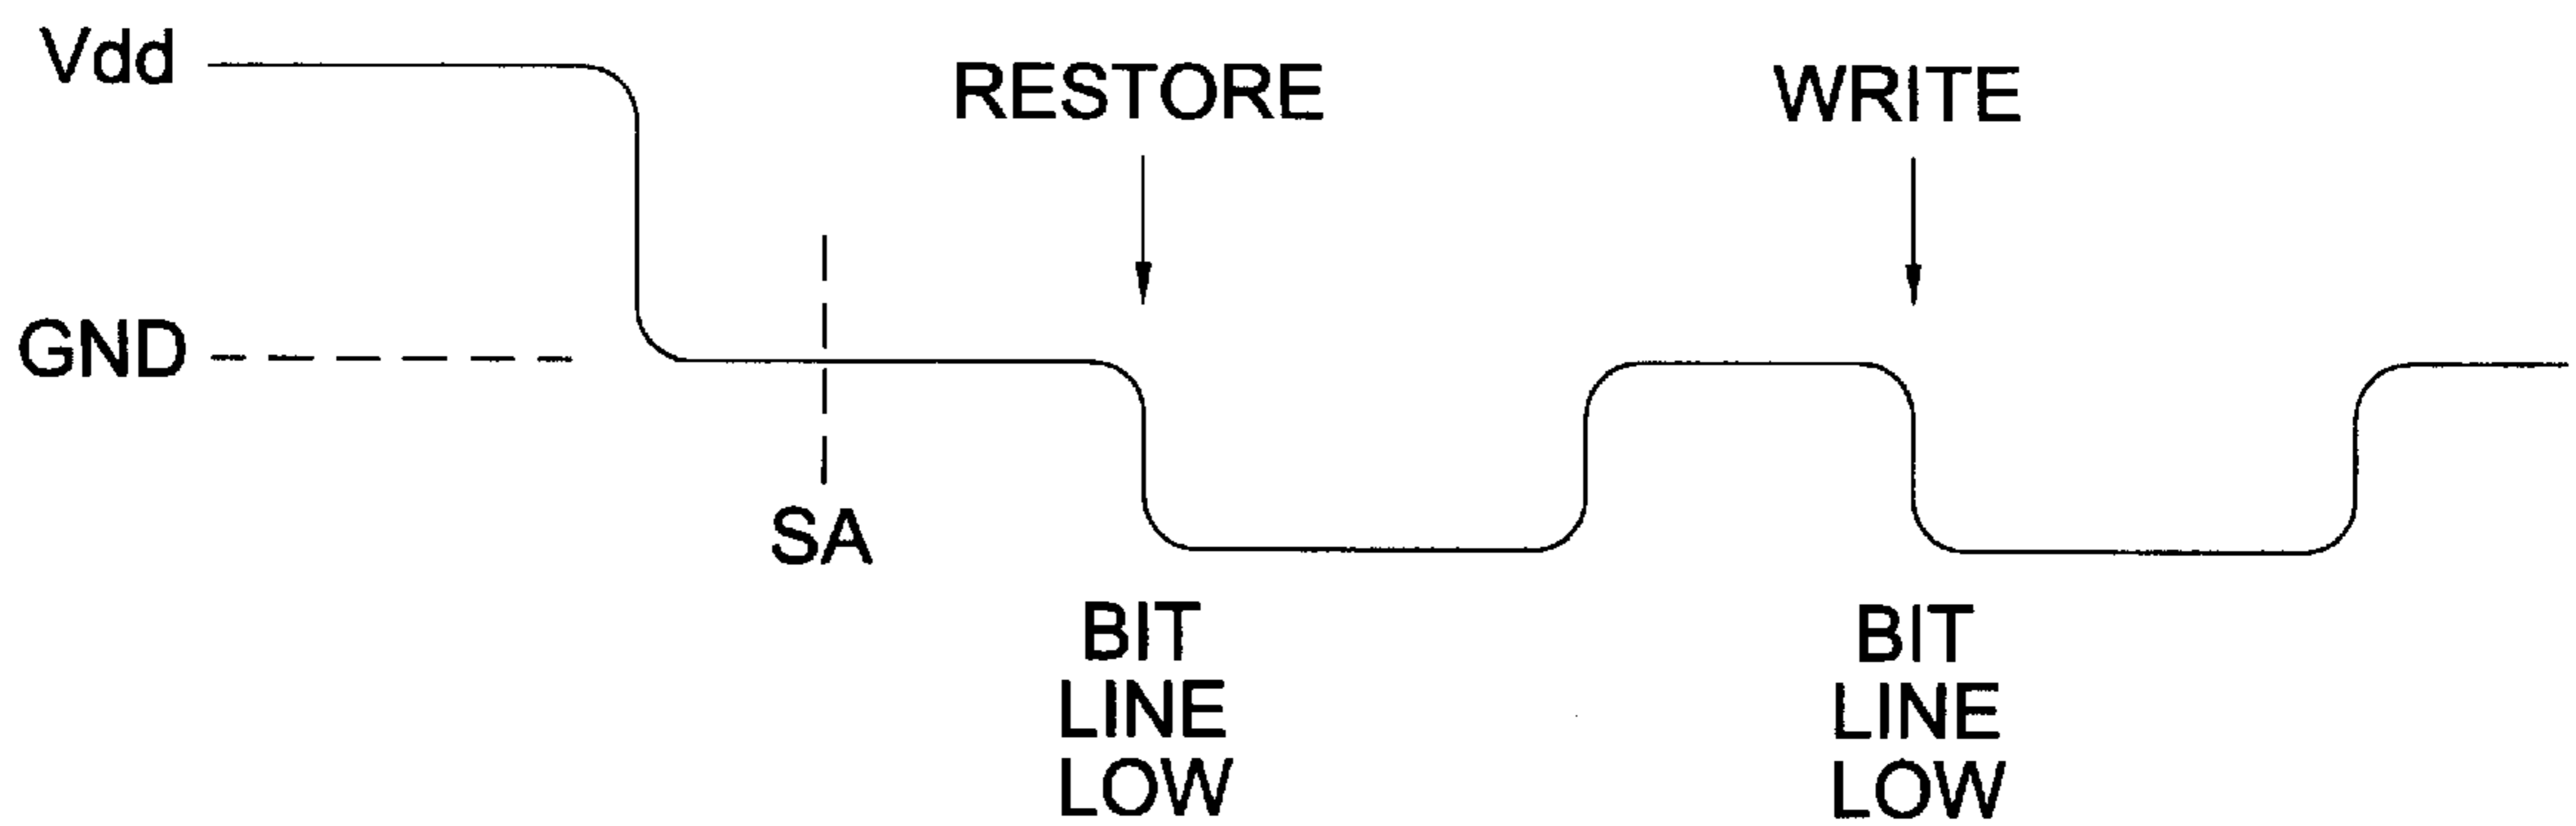 Vdd
RESTORE
WRITE
GND
SA
BIT
LINE
LOW
BIT
LINE
LOW